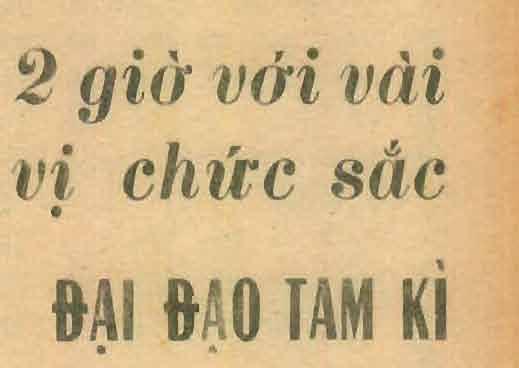 2 giờ với vài
vị chức sắc
ĐẠI ĐẠO TAM KÌ